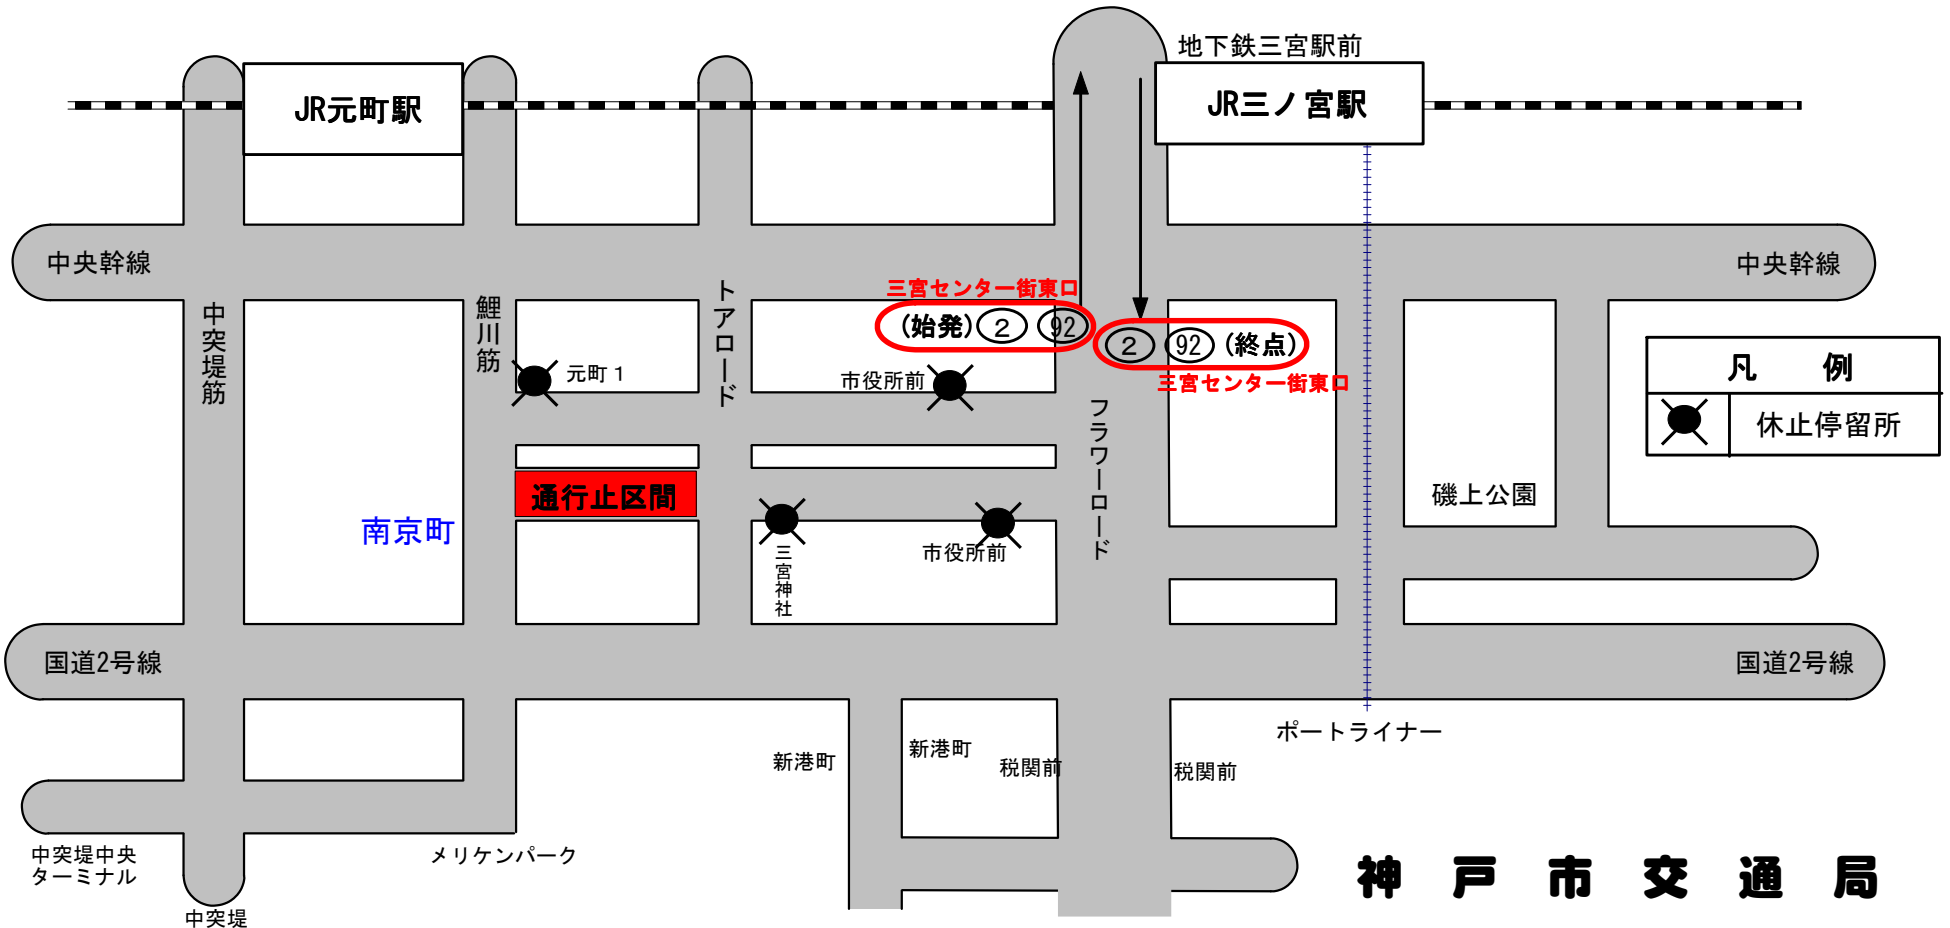 地下鉄三宮駅前
JR元町駅
JR三ノ宮駅
中央幹線
中央幹線
中突堤筋
鯉川筋
トアロード
三宮センター街東口
(始発) 2 92
2 92 (終点)
三宮センター街東口
元町1
市役所前
フラワーロード
凡 例
休止停留所
通行止区間
南京町
磯上公園
三宮神社
市役所前
国道2号線
国道2号線
ポートライナー
新港町
新港町
税関前
税関前
中突堤中央
ターミナル
メリケンパーク
中突堤
神戸市交通局